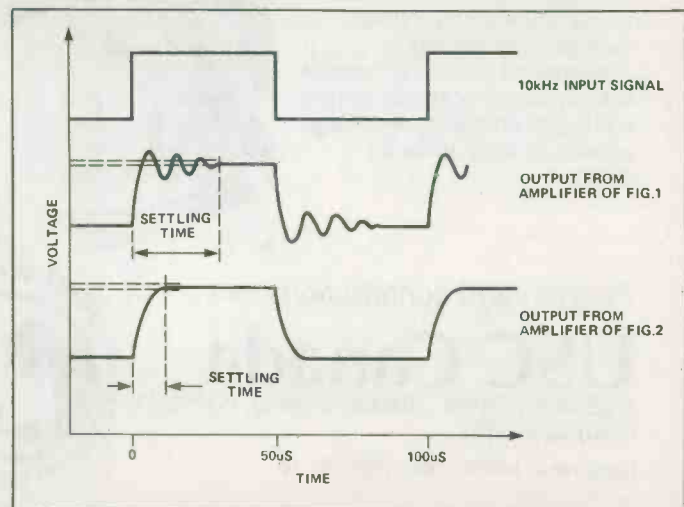 10kHz INPUT SIGNAL
OUTPUT FROM
AMPLIFIER OF FIG.1
SETTLING
TIME
VOLTAGE
OUTPUT FROM
AMPLIFIER OF FIG.2
SETTLING
TIME
0
50uS
100uS
TIME